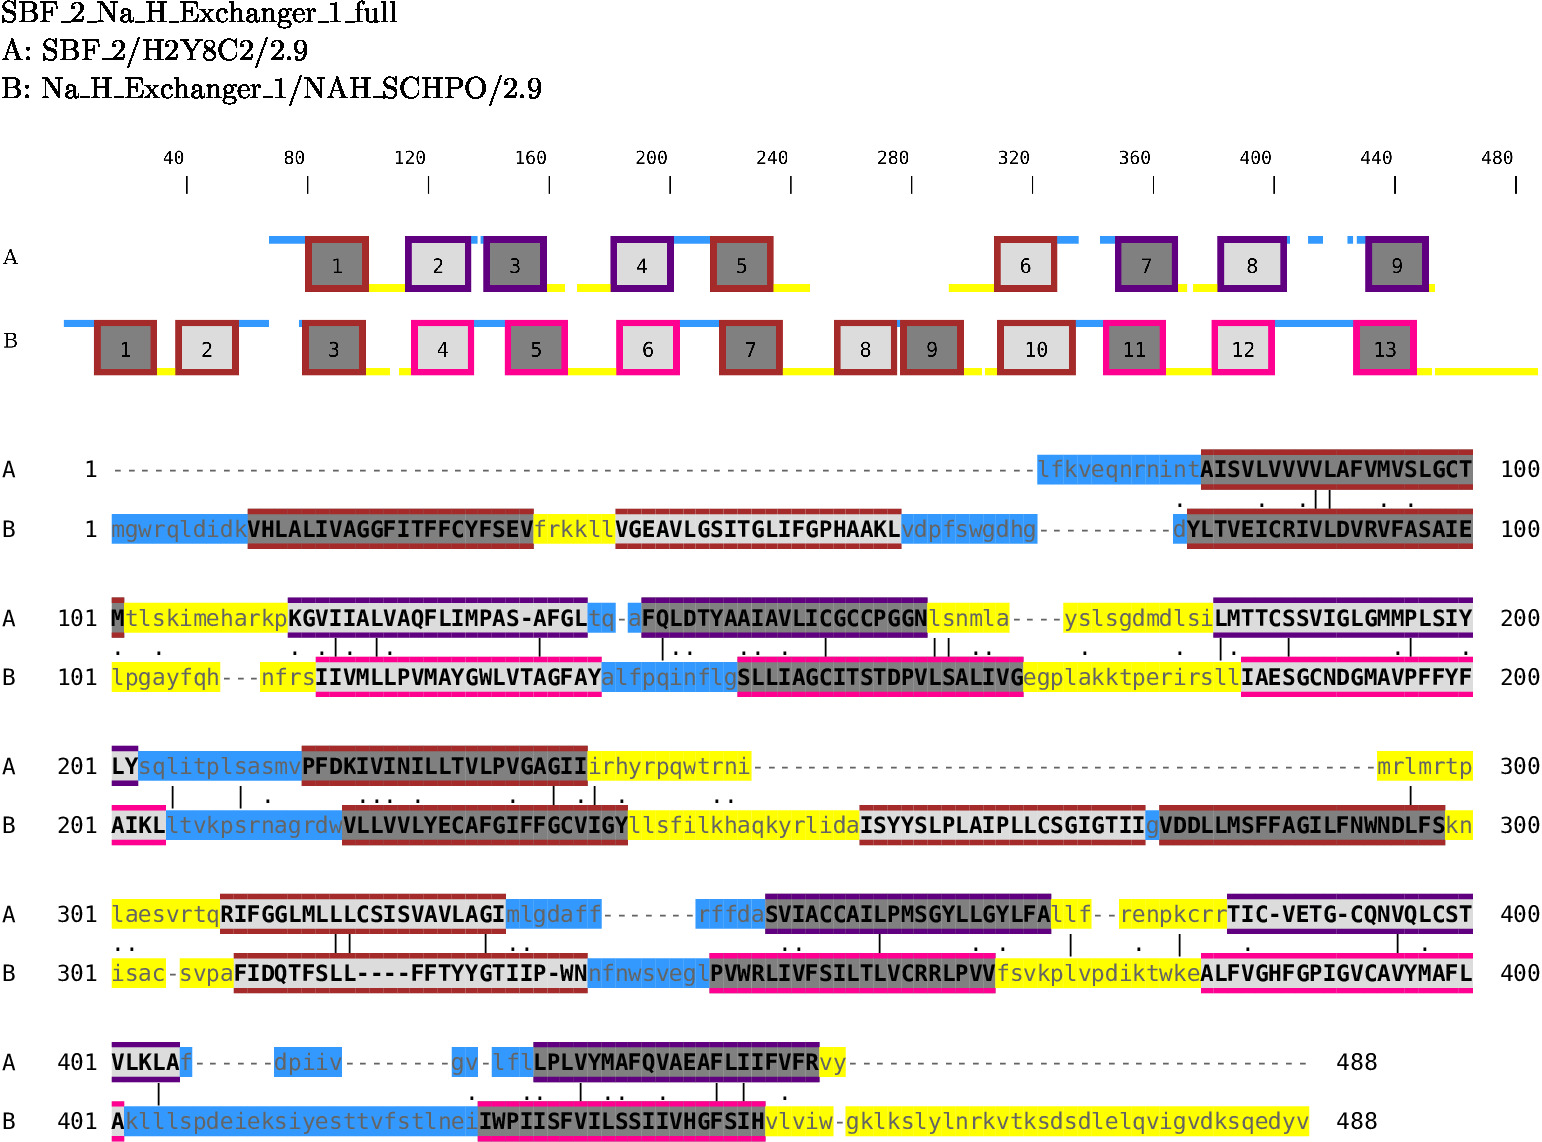 SBF_2_Na_H_Exchanger_1_full
A: SBF_2/H2Y8C2/2.9
B: Na_H_Exchanger_1/NAH_SCHPO/2.9
40 80 120 160 200 240 280 320 360 400 440 480
A 1 2 3 4 5 6 7 8 9
B 1 2 3 4 5 6 7 8 9 10 11 12 13
A 1 --------------------------------------------------------------------lfkveqnrnintAISVLVVVVLAFVMVSLGCT 100
B 1 mgwrqldidkVHLALIVAGGFITFFCYFSEVfrkkllVGEAVLGSITGLIFGPHAAKLvdpfswgdhg----------dYLTVEICRIVLDVRVFASAIE 100
A 101 MtlskimeharkpKGVIIALVAQFLIMPAS-AFGLtq-aFQLDTYAAIAVLICGCCPGGNlsnmla----yslsgdmdlsiLMTTCSSVIGLGMMPLSIY 200
B 101 lpgayfqh---nfrsIIVMLLPVMAYGWLVTAGFAYalfpqinflgSLLIAGCITSTDPVLSALIVGegplakktperirsllIAESGCNDGMAVPFFYF 200
A 201 LYsqlitplsasmvPFDKIVINILLTVLPVGAGIIirhyrpqwtrni----------------------------------------------mrlmrtp 300
B 201 AIKLltvkpsrnagrdwVLLVVLYECAFGIFFGCVIGYllsfilkhaqkyrlidaISYYSLPLAIPLLCSGIGTIIgVDDLLMSFFAGILFNWNDLFSkn 300
A 301 laesvrtqRIFGGLMLLLCSISVAVLAGImlgdaff-------rffdaSVIACCAILPMSGYLLGYLFAllf--renpkcrrTIC-VETG-CQNVQLCST 400
B 301 isac-svpaFIDQTFSLL----FFTYYGTIIP-WNnfnwsveglPVWRLIVFSILTLVCRRLPVVfsvkplvpdiktwkeALFVGHFGPIGVCAVYMAFL 400
A 401 VLKLAf------dpiiv--------gv-lflLPLVYMAFQVAEAFLIIFVFRvy---------------------------------- 488
B 401 AklllspdeieksiyesttvfstlneiIWPIISFVILSSIIVHGFSIHvlviw-gklkslylnrkvtksdsdlelqvigvdksqedyv 488